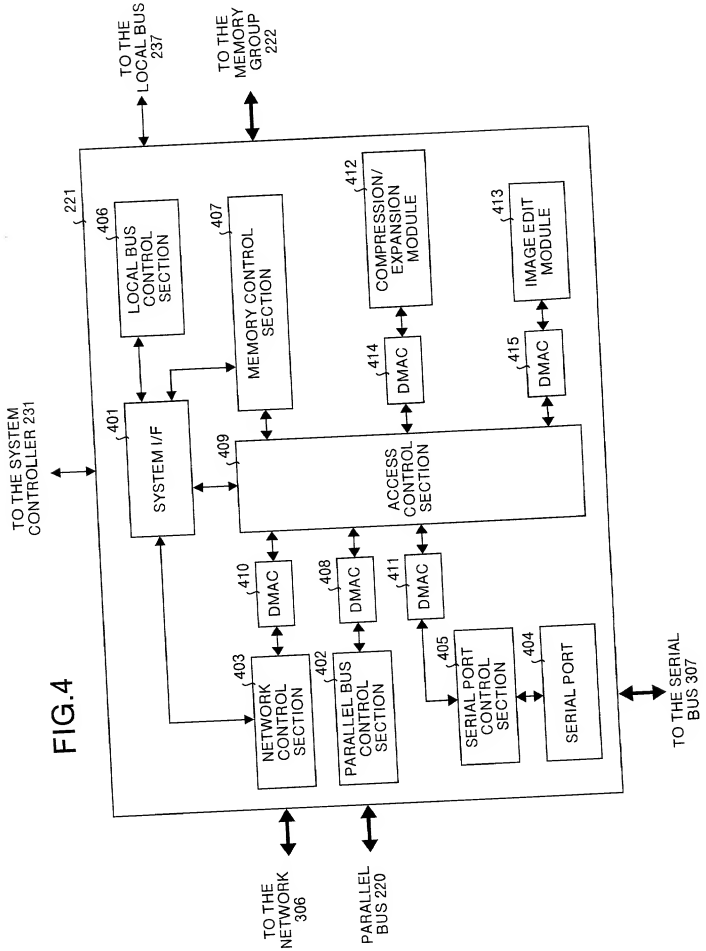 FIG.4
TO THE SYSTEM
CONTROLLER 231
TO THE
LOCAL BUS
237
TO THE
MEMORY
GROUP
222
221
401
SYSTEM I/F
406
LOCAL BUS
CONTROL
SECTION
407
MEMORY CONTROL
SECTION
409
ACCESS
CONTROL
SECTION
403
NETWORK
CONTROL
SECTION
410
DMAC
402
PARALLEL BUS
CONTROL
SECTION
408
DMAC
411
DMAC
405
SERIAL PORT
CONTROL
SECTION
404
SERIAL PORT
414
DMAC
412
COMPRESSION/
EXPANSION
MODULE
415
DMAC
413
IMAGE EDIT
MODULE
TO THE
NETWORK
306
PARALLEL
BUS 220
TO THE SERIAL
BUS 307